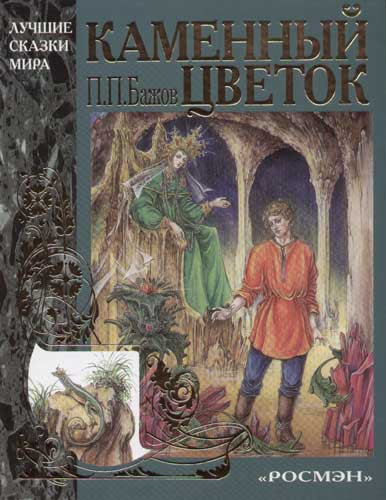 ЛУЧШИЕ
СКАЗКИ
МИРА
КАМЕННЫЙ
П.П.Бажов
ЦВЕТОК
«РОСМЭН»